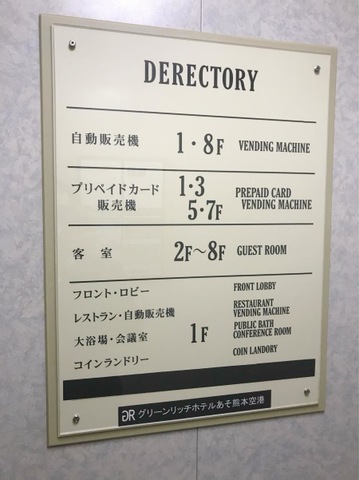 DERECTORY
自動販売機 1・8F VENDING MACHINE
プリペイドカード 1・3 PREPAID CARD
販売機 5・7F VENDING MACHINE
客室 2F～8F GUEST ROOM
フロント・ロビー FRONT LOBBY
レストラン・自動販売機 RESTAURANT
VENDING MACHINE
大浴場・会議室 1F PUBLIC BATH
CONFERENCE ROOM
コインランドリー COIN LANDORY
GR グリーンリッチホテルあそ熊本空港